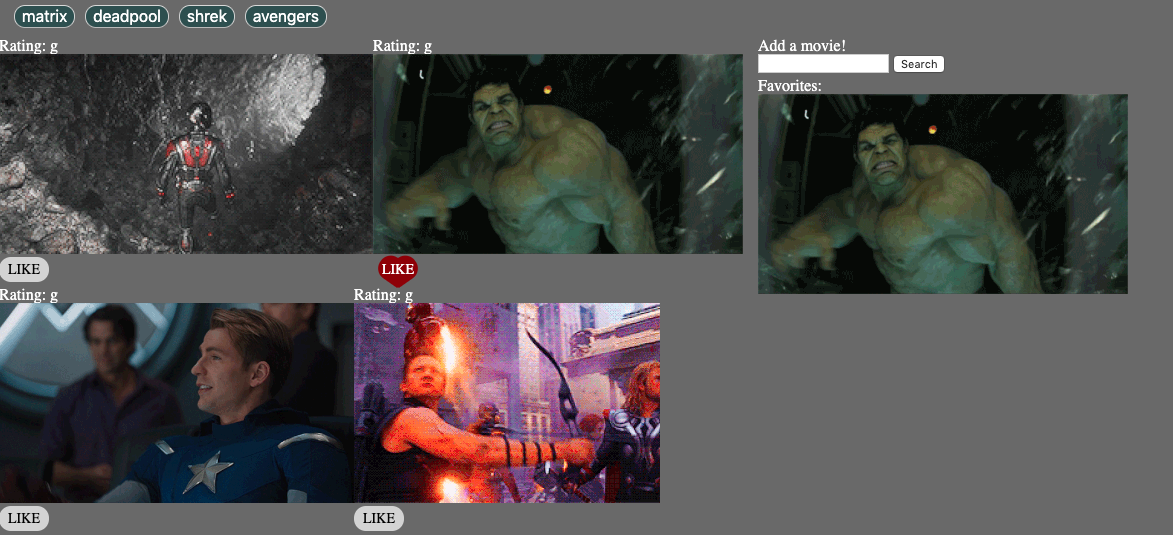 matrix deadpool shrek avengers
Rating: g
LIKE
Rating: g
LIKE
Rating: g
LIKE
Rating: g
LIKE
Add a movie!
Search
Favorites: